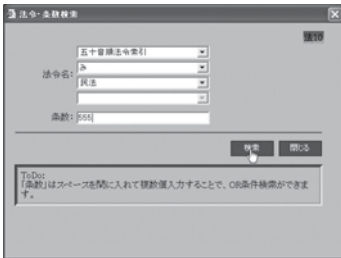 法令・条数検索
法10
五十音順法令索引
法令名: み
民法
条数: 555
検索 閉じる
ToDo:
「条数」はスペースを間に入れて複数個入力することで、OR条件検索ができま
す。